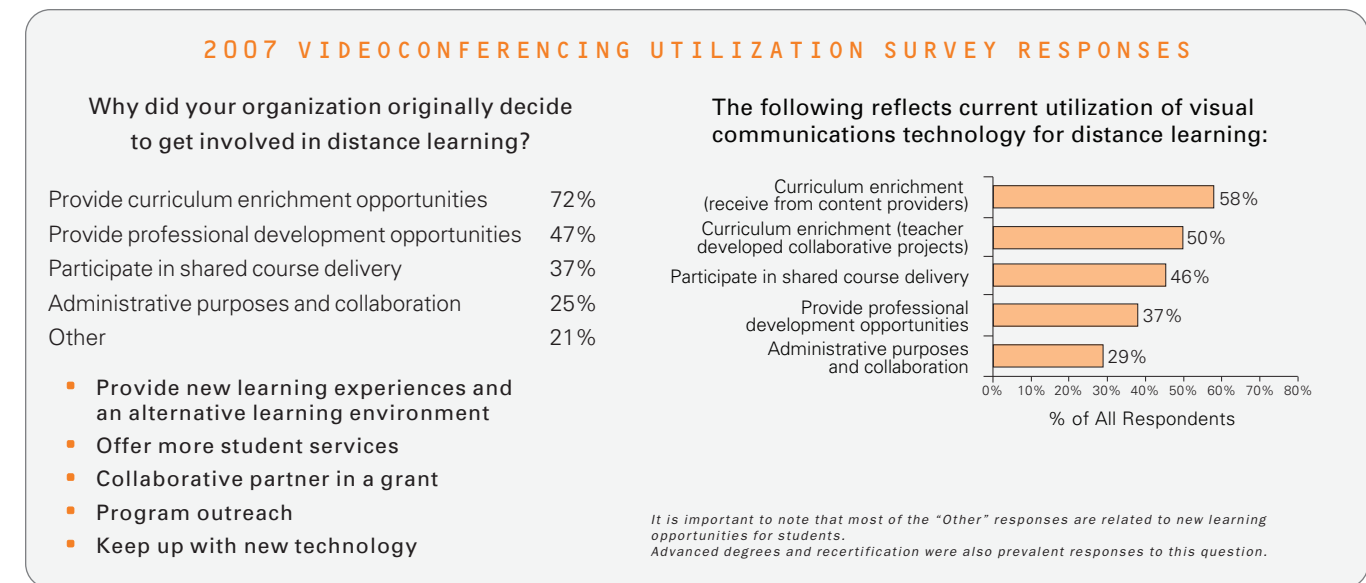 2007 VIDEOCONFERENCING UTILIZATION SURVEY RESPONSES
Why did your organization originally decide
to get involved in distance learning?
Provide curriculum enrichment opportunities 72%
Provide professional development opportunities 47%
Participate in shared course delivery 37%
Administrative purposes and collaboration 25%
Other 21%
Provide new learning experiences and
an alternative learning environment
Offer more student services
Collaborative partner in a grant
Program outreach
Keep up with new technology
The following reflects current utilization of visual
communications technology for distance learning:
Curriculum enrichment
(receive from content providers) 58%
Curriculum enrichment (teacher
developed collaborative projects) 50%
Participate in shared course delivery 46%
Provide professional
development opportunities 37%
Administrative purposes
and collaboration 29%
0% 10% 20% 30% 40% 50% 60% 70% 80%
% of All Respondents
It is important to note that most of the “Other” responses are related to new learning
opportunities for students.
Advanced degrees and recertification were also prevalent responses to this question.